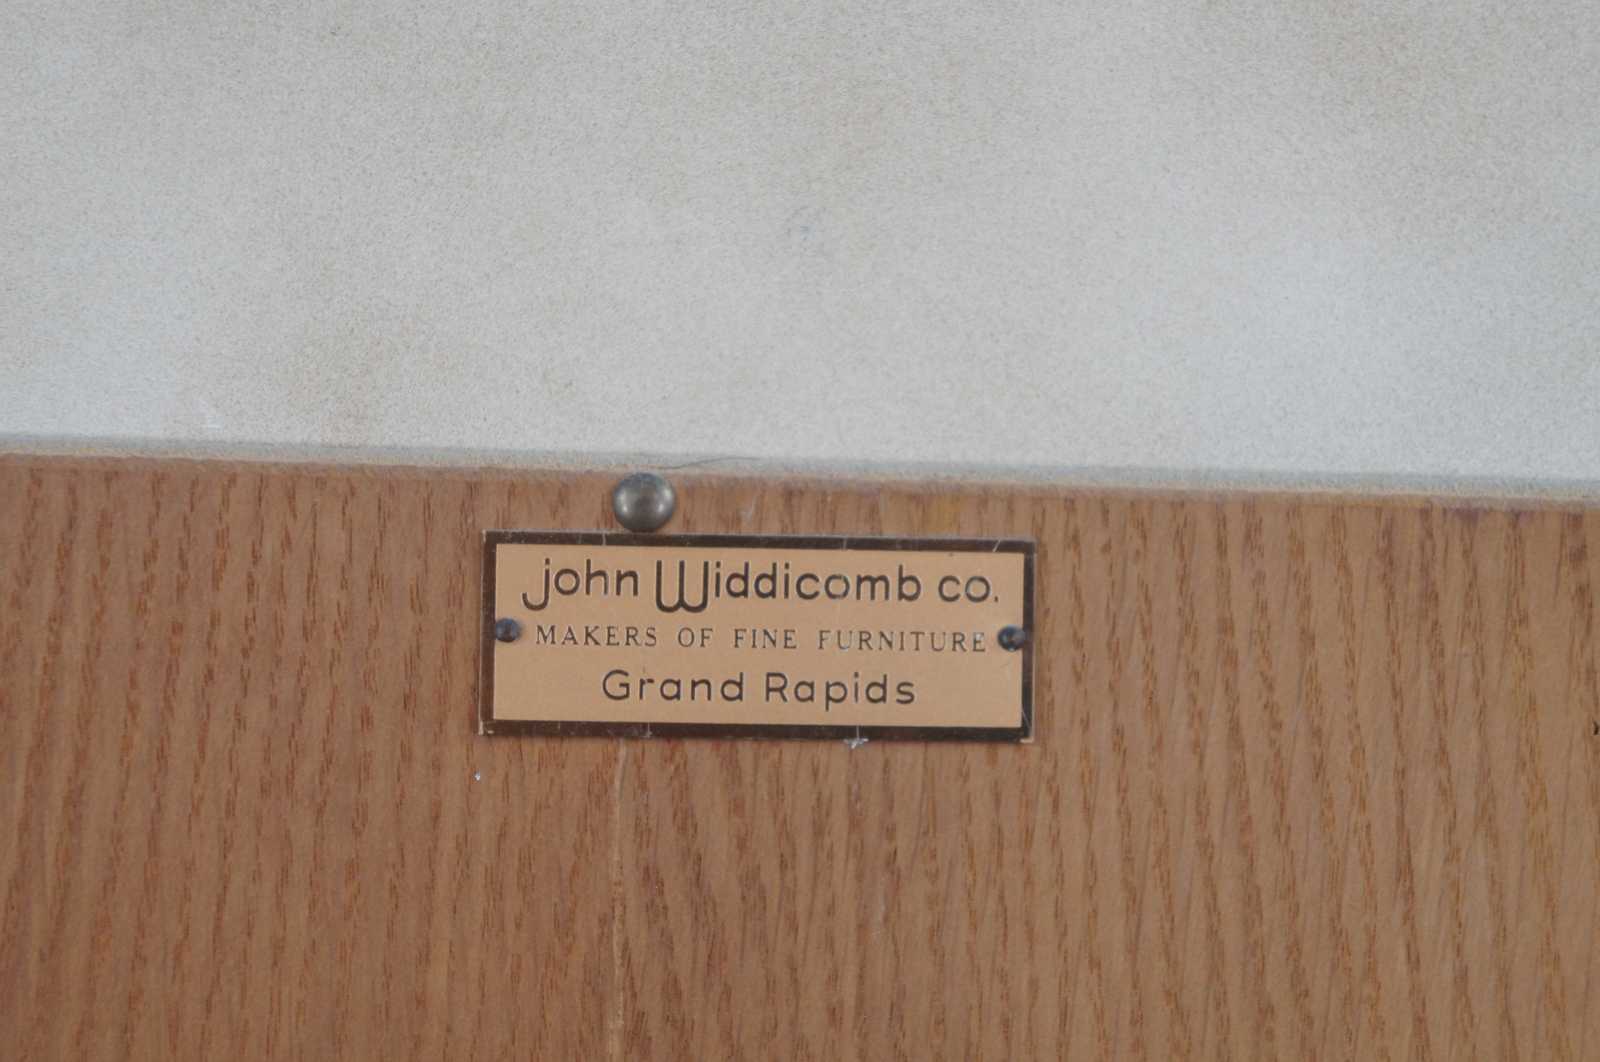 john Widdicomb co.
MAKERS OF FINE FURNITURE
Grand Rapids